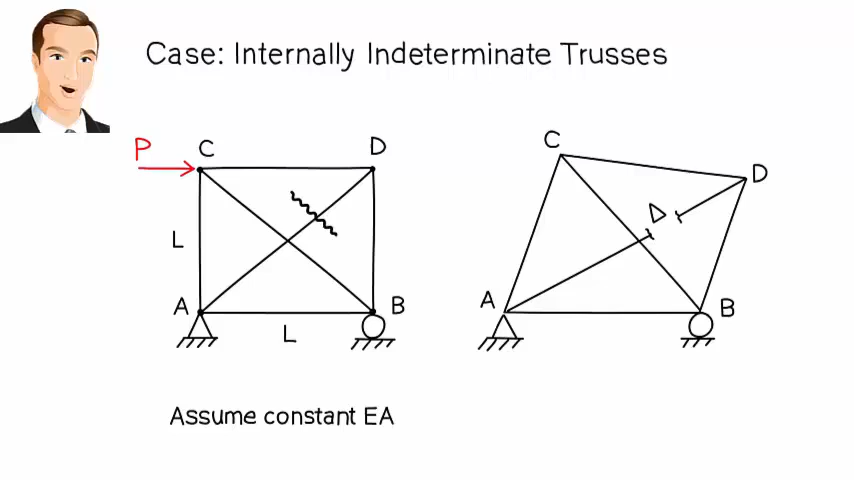 Case: Internally Indeterminate Trusses
P
C
D
L
A
B
L
C
D
Δ
A
B
Assume constant EA